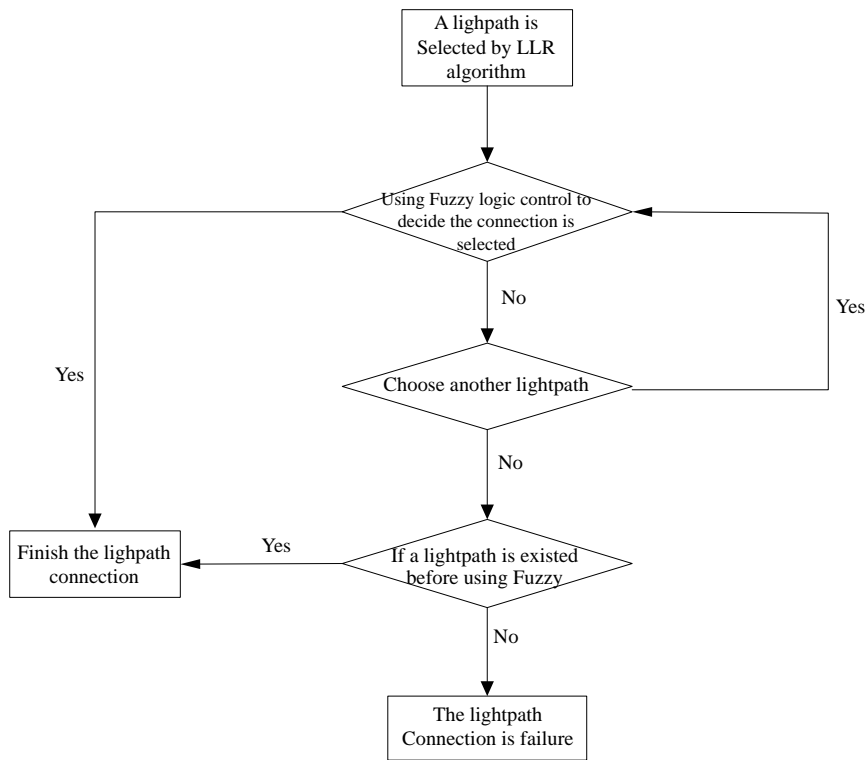 A lighpath is
Selected by LLR
algorithm
Using Fuzzy logic control to
decide the connection is
selected
No
Yes
Yes
Choose another lightpath
No
Finish the lighpath
connection
Yes
If a lightpath is existed
before using Fuzzy
No
The lightpath
Connection is failure